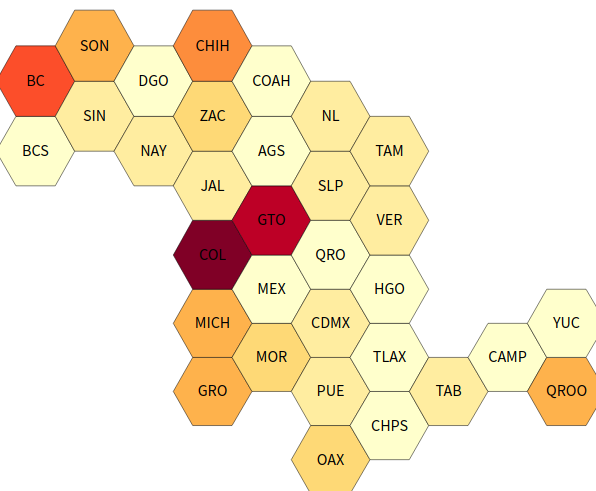 SON
CHIH
BC
DGO
COAH
SIN
ZAC
NL
BCS
NAY
AGS
TAM
JAL
SLP
GTO
VER
COL
QRO
MEX
HGO
MICH
CDMX
YUC
MOR
TLAX
CAMP
GRO
PUE
TAB
QROO
CHPS
OAX